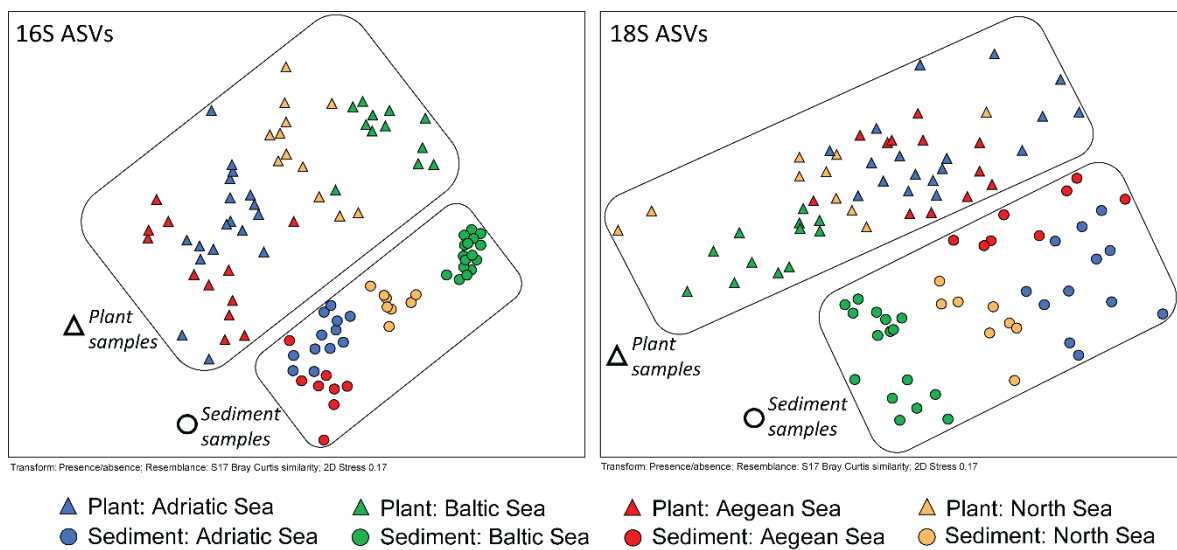 16S ASVs
Plant
samples
Sediment
samples
Transform: Presence/absence; Resemblance: S17 Bray Curtis similarity; 2D Stress 0.17
18S ASVs
Plant
samples
Sediment
samples
Transform: Presence/absence; Resemblance: S17 Bray Curtis similarity; 2D Stress 0.17
Plant: Adriatic Sea Plant: Baltic Sea Plant: Aegean Sea Plant: North Sea
Sediment: Adriatic Sea Sediment: Baltic Sea Sediment: Aegean Sea Sediment: North Sea